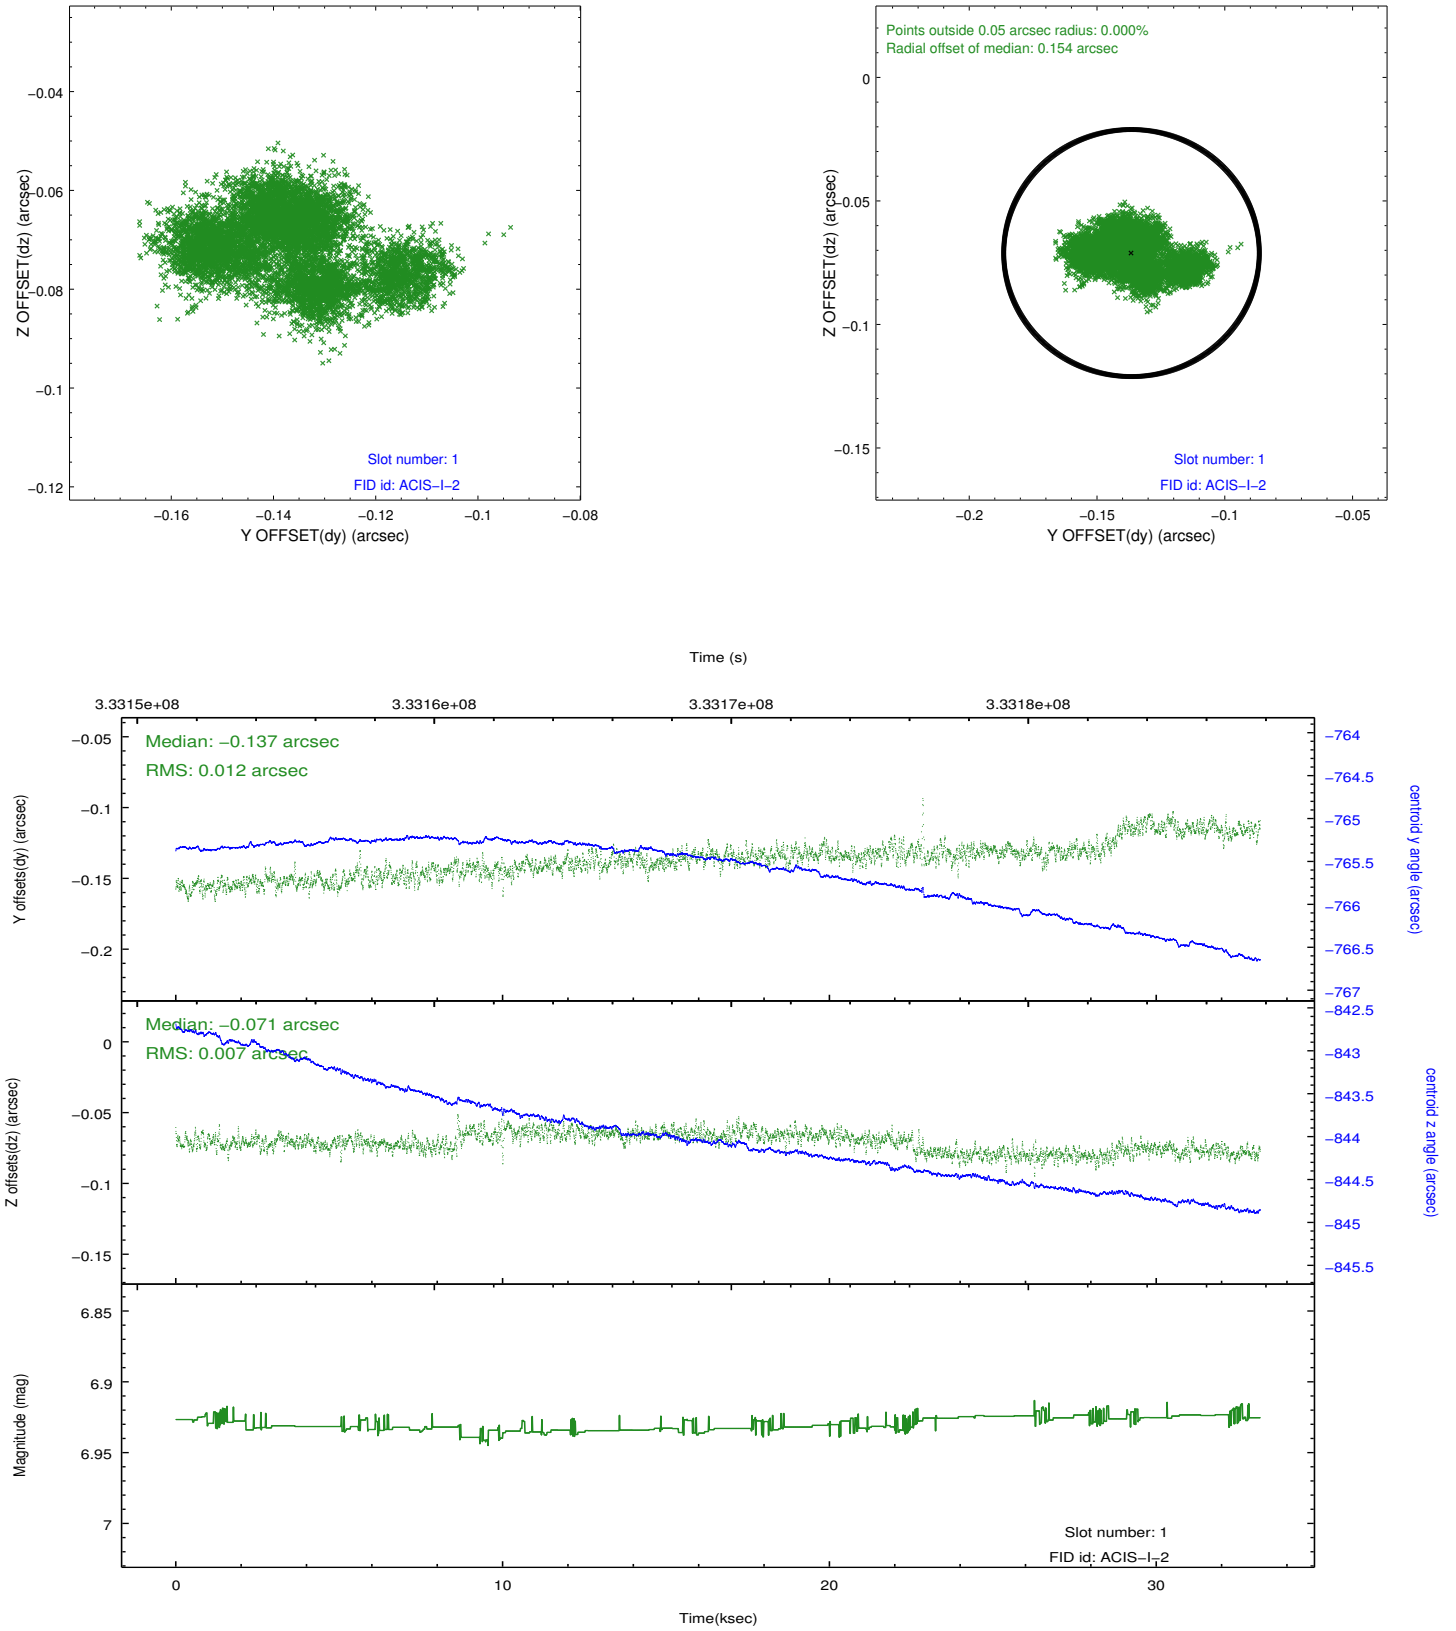 −0.04
−0.06
−0.08
−0.1
−0.12
Z OFFSET(dz) (arcsec)
Slot number: 1
FID id: ACIS−I−2
−0.16
−0.14
−0.12
−0.1
−0.08
Y OFFSET(dy) (arcsec)
Points outside 0.05 arcsec radius: 0.000%
Radial offset of median: 0.154 arcsec
0
−0.05
−0.1
−0.15
Z OFFSET(dz) (arcsec)
Slot number: 1
FID id: ACIS−I−2
−0.2
−0.15
−0.1
−0.05
Y OFFSET(dy) (arcsec)
Time (s)
3.3315e+08
3.3316e+08
3.3317e+08
3.3318e+08
Median: −0.137 arcsec
RMS: 0.012 arcsec
−0.05
−0.1
−0.15
−0.2
Y offsets(dy) (arcsec)
−764
−764.5
−765
−765.5
−766
−766.5
−767
centroid y angle (arcsec)
Median: −0.071 arcsec
RMS: 0.007 arcsec
0
−0.05
−0.1
−0.15
Z offsets(dz) (arcsec)
−842.5
−843
−843.5
−844
−844.5
−845
−845.5
centroid z angle (arcsec)
6.85
6.9
6.95
7
Magnitude (mag)
Slot number: 1
FID id: ACIS−I−2
0
10
20
30
Time(ksec)